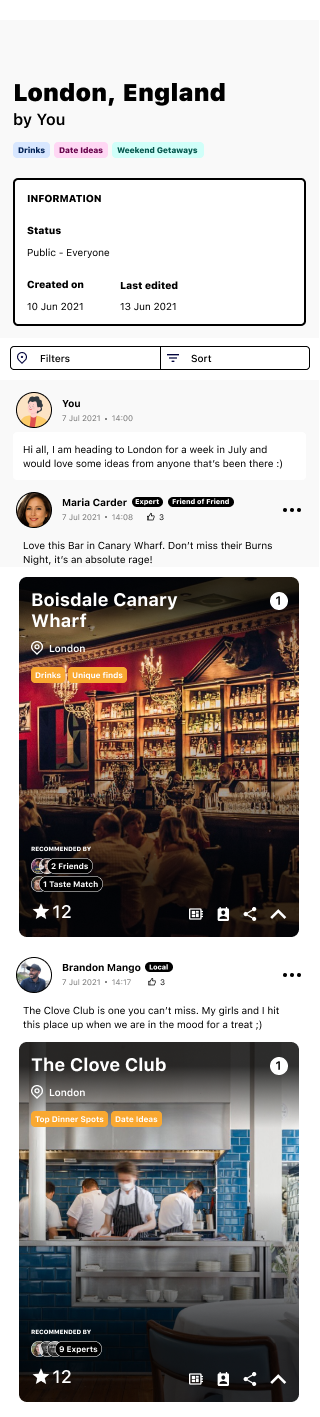 London, England
by You
Drinks Date Ideas Weekend Getaways
INFORMATION
Status
Public - Everyone
Created on Last edited
10 Jun 2021 13 Jun 2021
Filters Sort
You
7 Jul 2021 • 14:00
Hi all, I am heading to London for a week in July and
would love some ideas from anyone that's been there :)
Maria Carder Expert Friend of Friend
7 Jul 2021 • 14:08 3
Love this Bar in Canary Wharf. Don't miss their Burns
Night, it's an absolute rage!
Boisdale Canary 1
Wharf
London
Drinks Unique finds
RECOMMENDED BY
2 Friends
1 Taste Match
12
Brandon Mango Local
7 Jul 2021 • 14:17 3
The Clove Club is one you can't miss. My girls and I hit
this place up when we are in the mood for a treat ;)
The Clove Club 1
London
Top Dinner Spots Date Ideas
RECOMMENDED BY
9 Experts
12